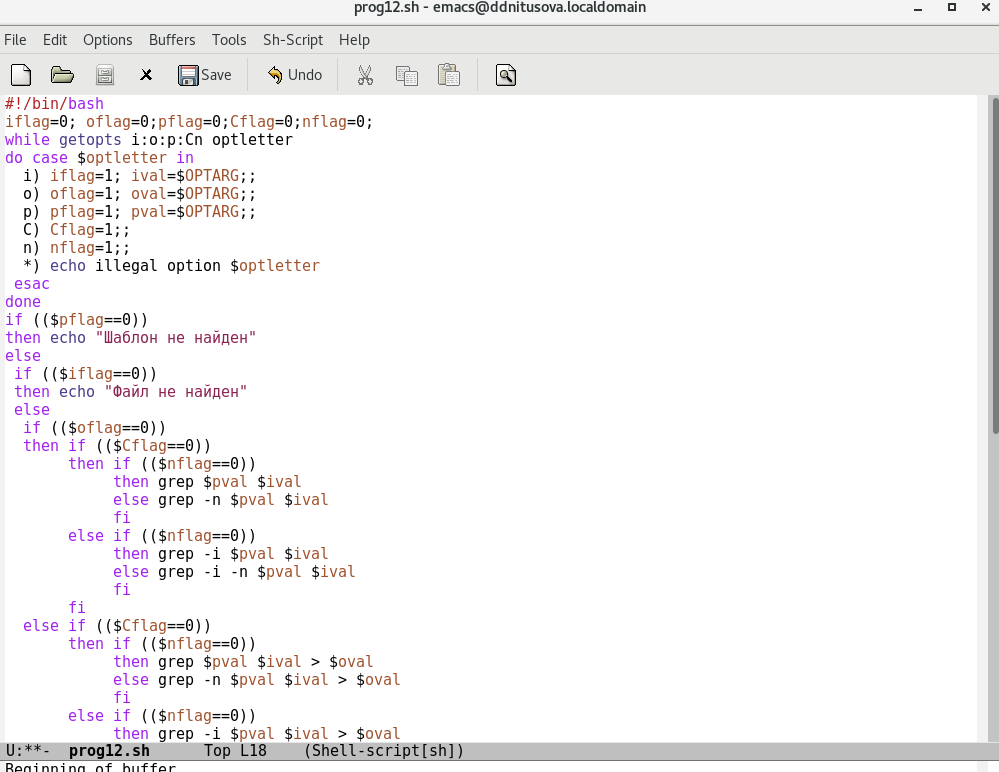 prog12.sh - emacs@ddnitusova.localdomain
File Edit Options Buffers Tools Sh-Script Help
Save Undo
#!/bin/bash
iflag=0; oflag=0;pflag=0;Cflag=0;nflag=0;
while getopts i:o:p:Cn optletter
do case $optletter in
  i) iflag=1; ival=$OPTARG;;
  o) oflag=1; oval=$OPTARG;;
  p) pflag=1; pval=$OPTARG;;
  C) Cflag=1;;
  n) nflag=1;;
  *) echo illegal option $optletter
 esac
done
if (($pflag==0))
then echo "Шаблон не найден"
else
 if (($iflag==0))
 then echo "Файл не найден"
 else
  if (($oflag==0))
  then if (($Cflag==0))
       then if (($nflag==0))
            then grep $pval $ival
            else grep -n $pval $ival
            fi
       else if (($nflag==0))
            then grep -i $pval $ival
            else grep -i -n $pval $ival
            fi
       fi
  else if (($Cflag==0))
       then if (($nflag==0))
            then grep $pval $ival > $oval
            else grep -n $pval $ival > $oval
            fi
       else if (($nflag==0))
            then grep -i $pval $ival > $oval
U:**-  prog12.sh      Top L18    (Shell-script[sh])
Beginning of buffer